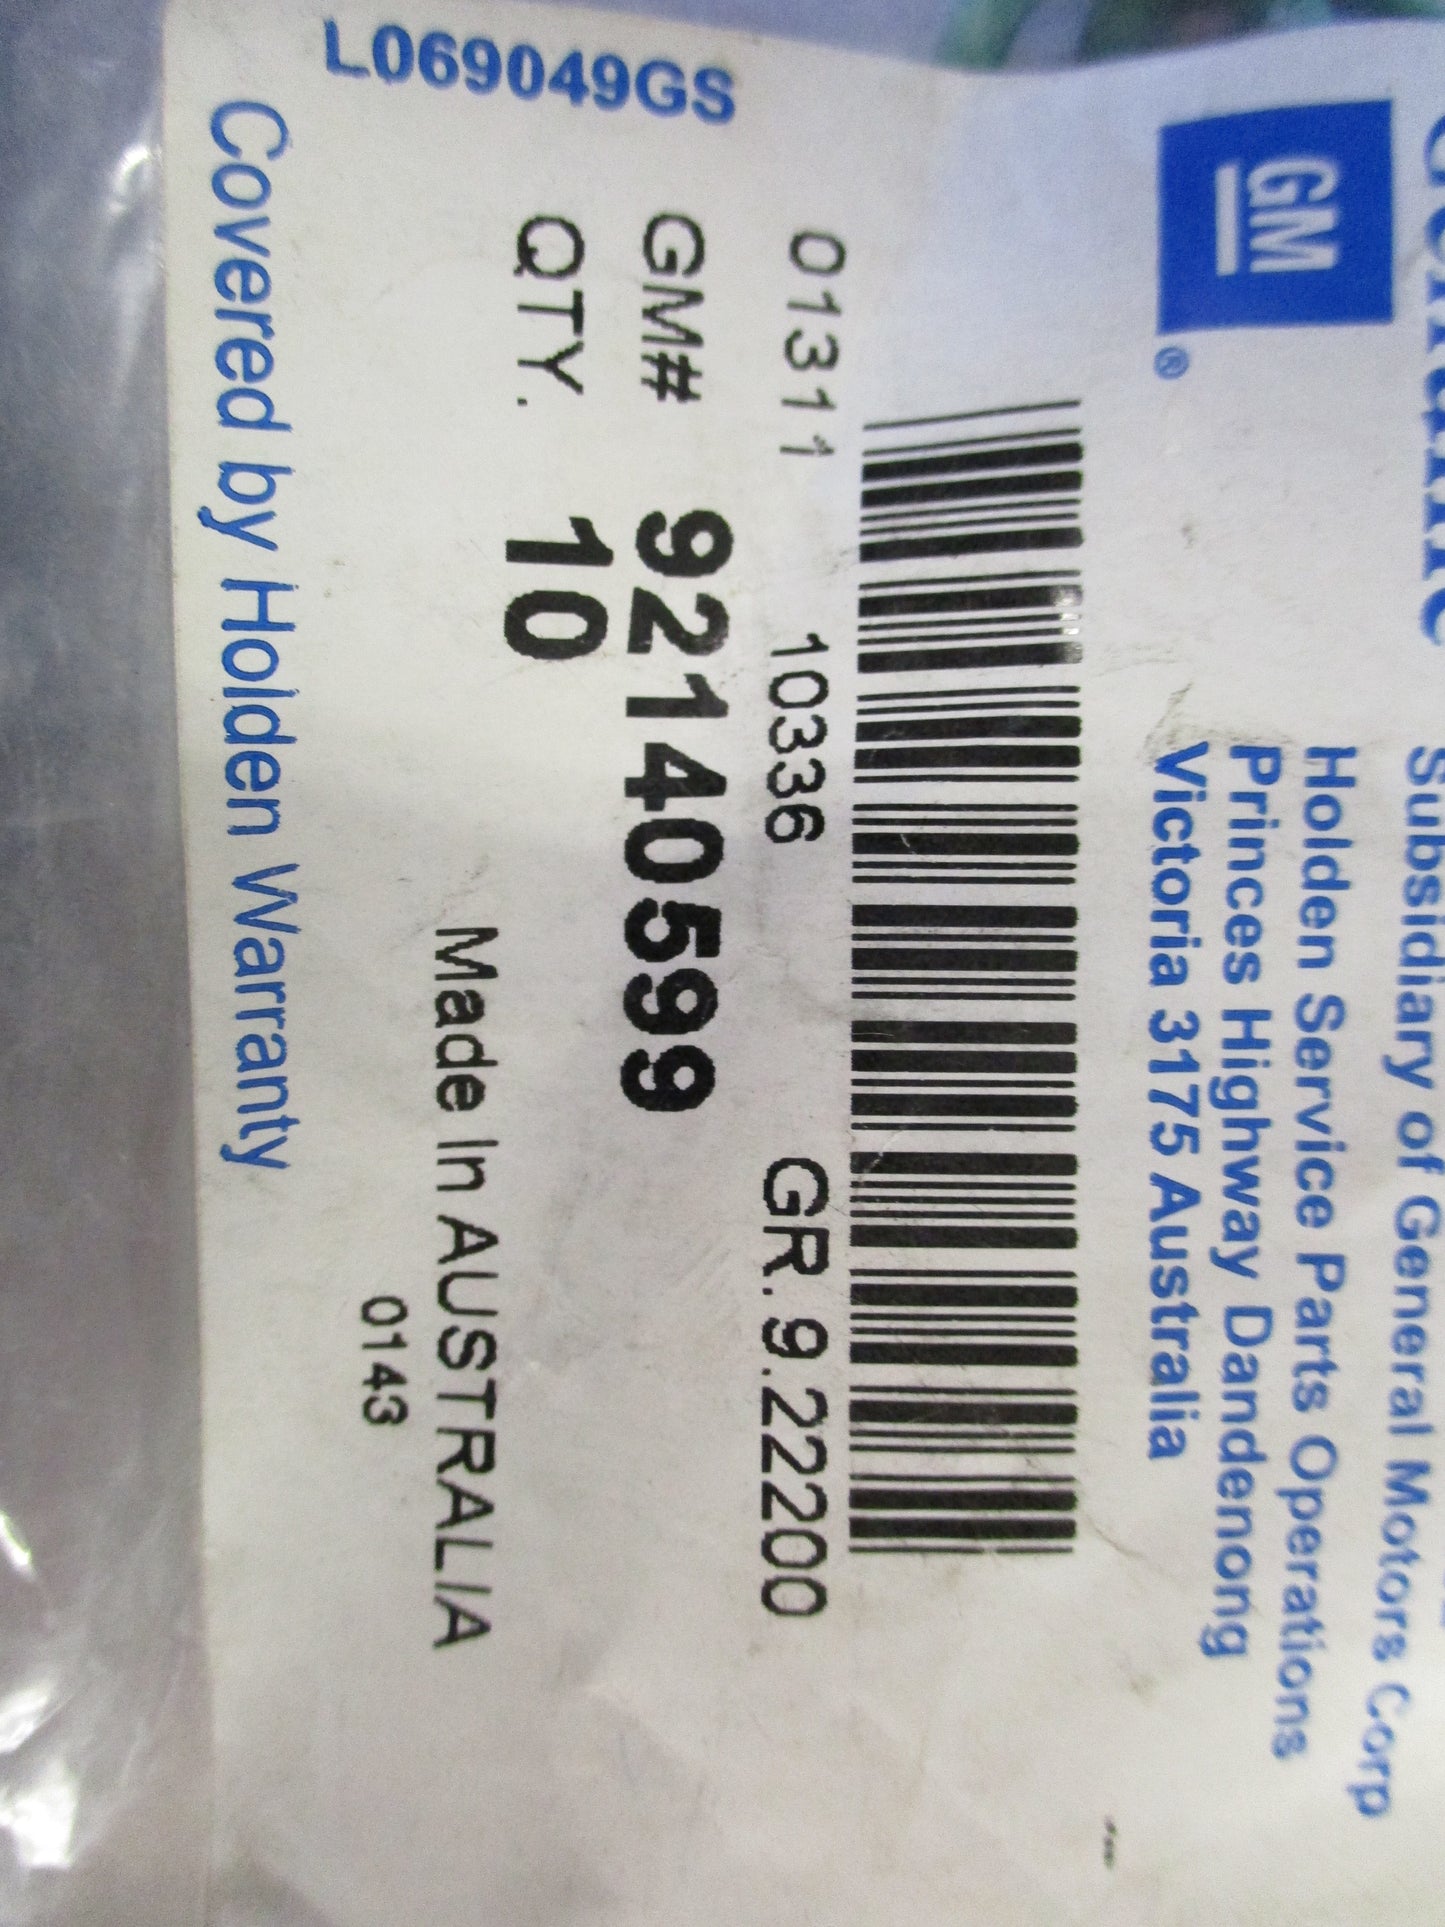 Genuine
GM®
Subsidiary of General Motors Corp
Holden Service Parts Operations
Princes Highway Dandenong
Victoria 3175 Australia
01311 10336 GR. 9.22200
GM# 92140599
QTY. 10
Made In AUSTRALIA
0143
L069049GS
Covered by Holden Warranty